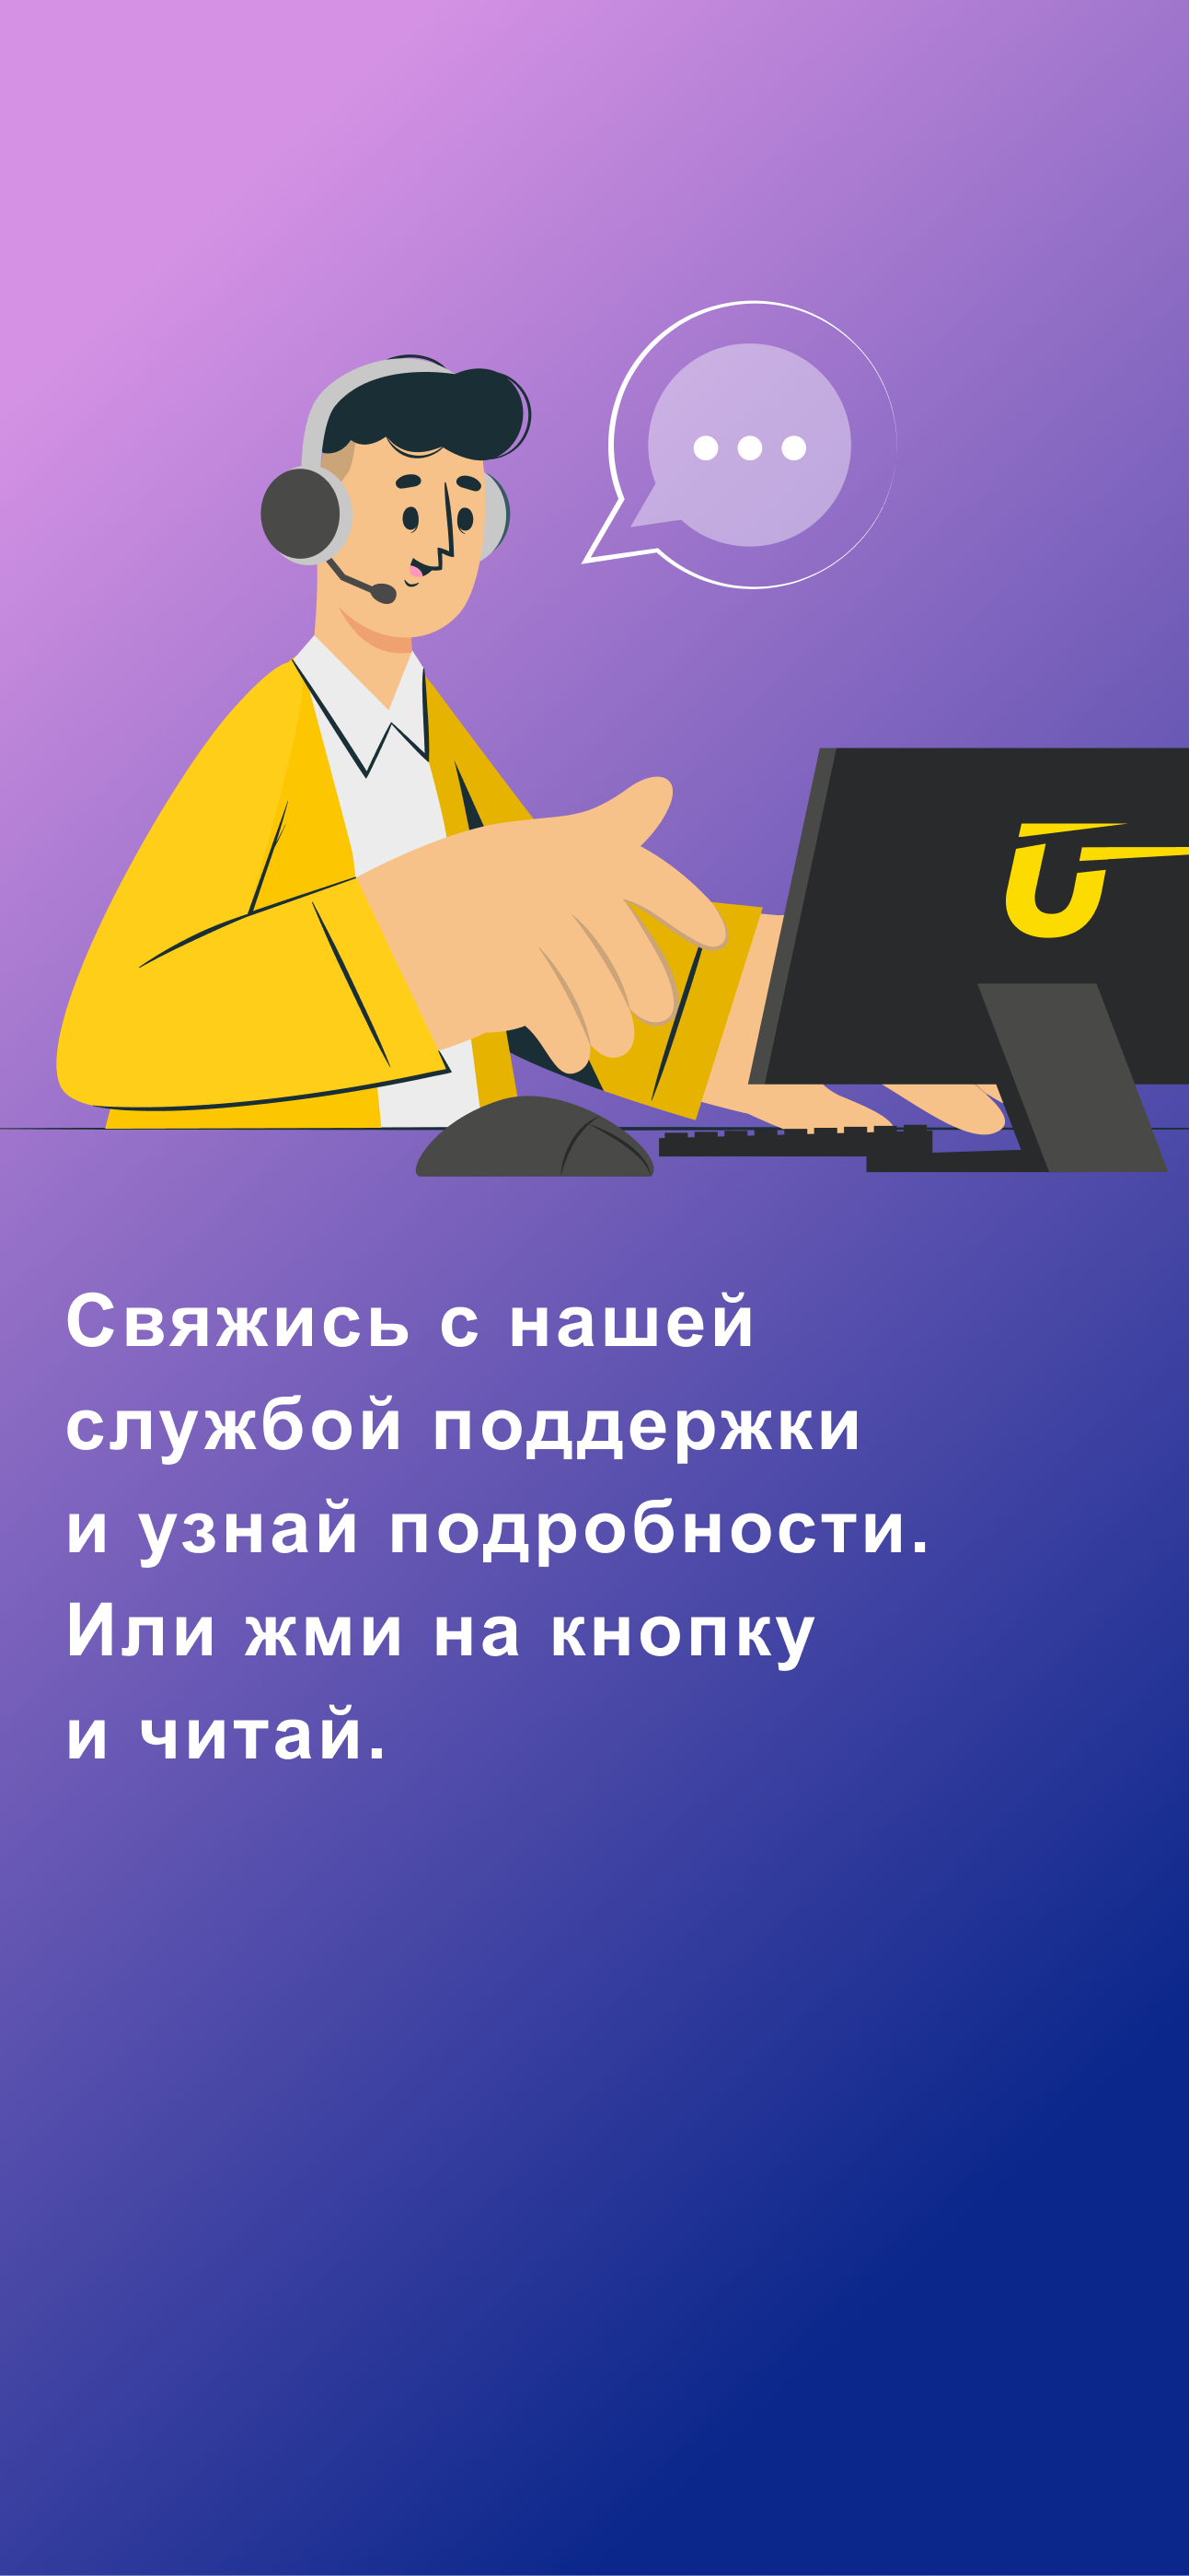 Свяжись с нашей
службой поддержки
и узнай подробности.
Или жми на кнопку
и читай.